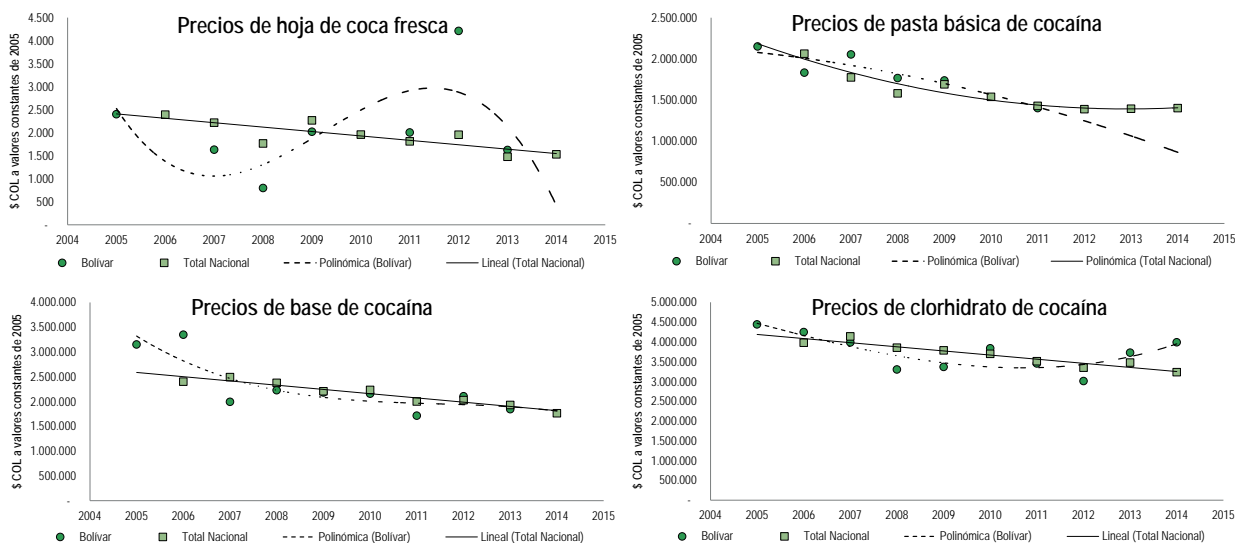 Precios de hoja de coca fresca
$ COL a valores constantes de 2005
4.500
4.000
3.500
3.000
2.500
2.000
1.500
1.000
500
-
2004 2005 2006 2007 2008 2009 2010 2011 2012 2013 2014 2015
Bolívar Total Nacional Polinómica (Bolívar) Lineal (Total Nacional)
Precios de pasta básica de cocaína
$ COL a valores constantes de 2005
2.500.000
2.000.000
1.500.000
1.000.000
500.000
-
2004 2005 2006 2007 2008 2009 2010 2011 2012 2013 2014 2015
Bolívar Total Nacional Polinómica (Bolívar) Polinómica (Total Nacional)
Precios de base de cocaína
$ COL a valores constantes de 2005
4.000.000
3.500.000
3.000.000
2.500.000
2.000.000
1.500.000
1.000.000
500.000
-
2004 2005 2006 2007 2008 2009 2010 2011 2012 2013 2014 2015
Bolívar Total Nacional Polinómica (Bolívar) Lineal (Total Nacional)
Precios de clorhidrato de cocaína
$ COL a valores constantes de 2005
5.000.000
4.500.000
4.000.000
3.500.000
3.000.000
2.500.000
2.000.000
1.500.000
1.000.000
500.000
-
2004 2005 2006 2007 2008 2009 2010 2011 2012 2013 2014 2015
Bolívar Total Nacional Polinómica (Bolívar) Lineal (Total Nacional)